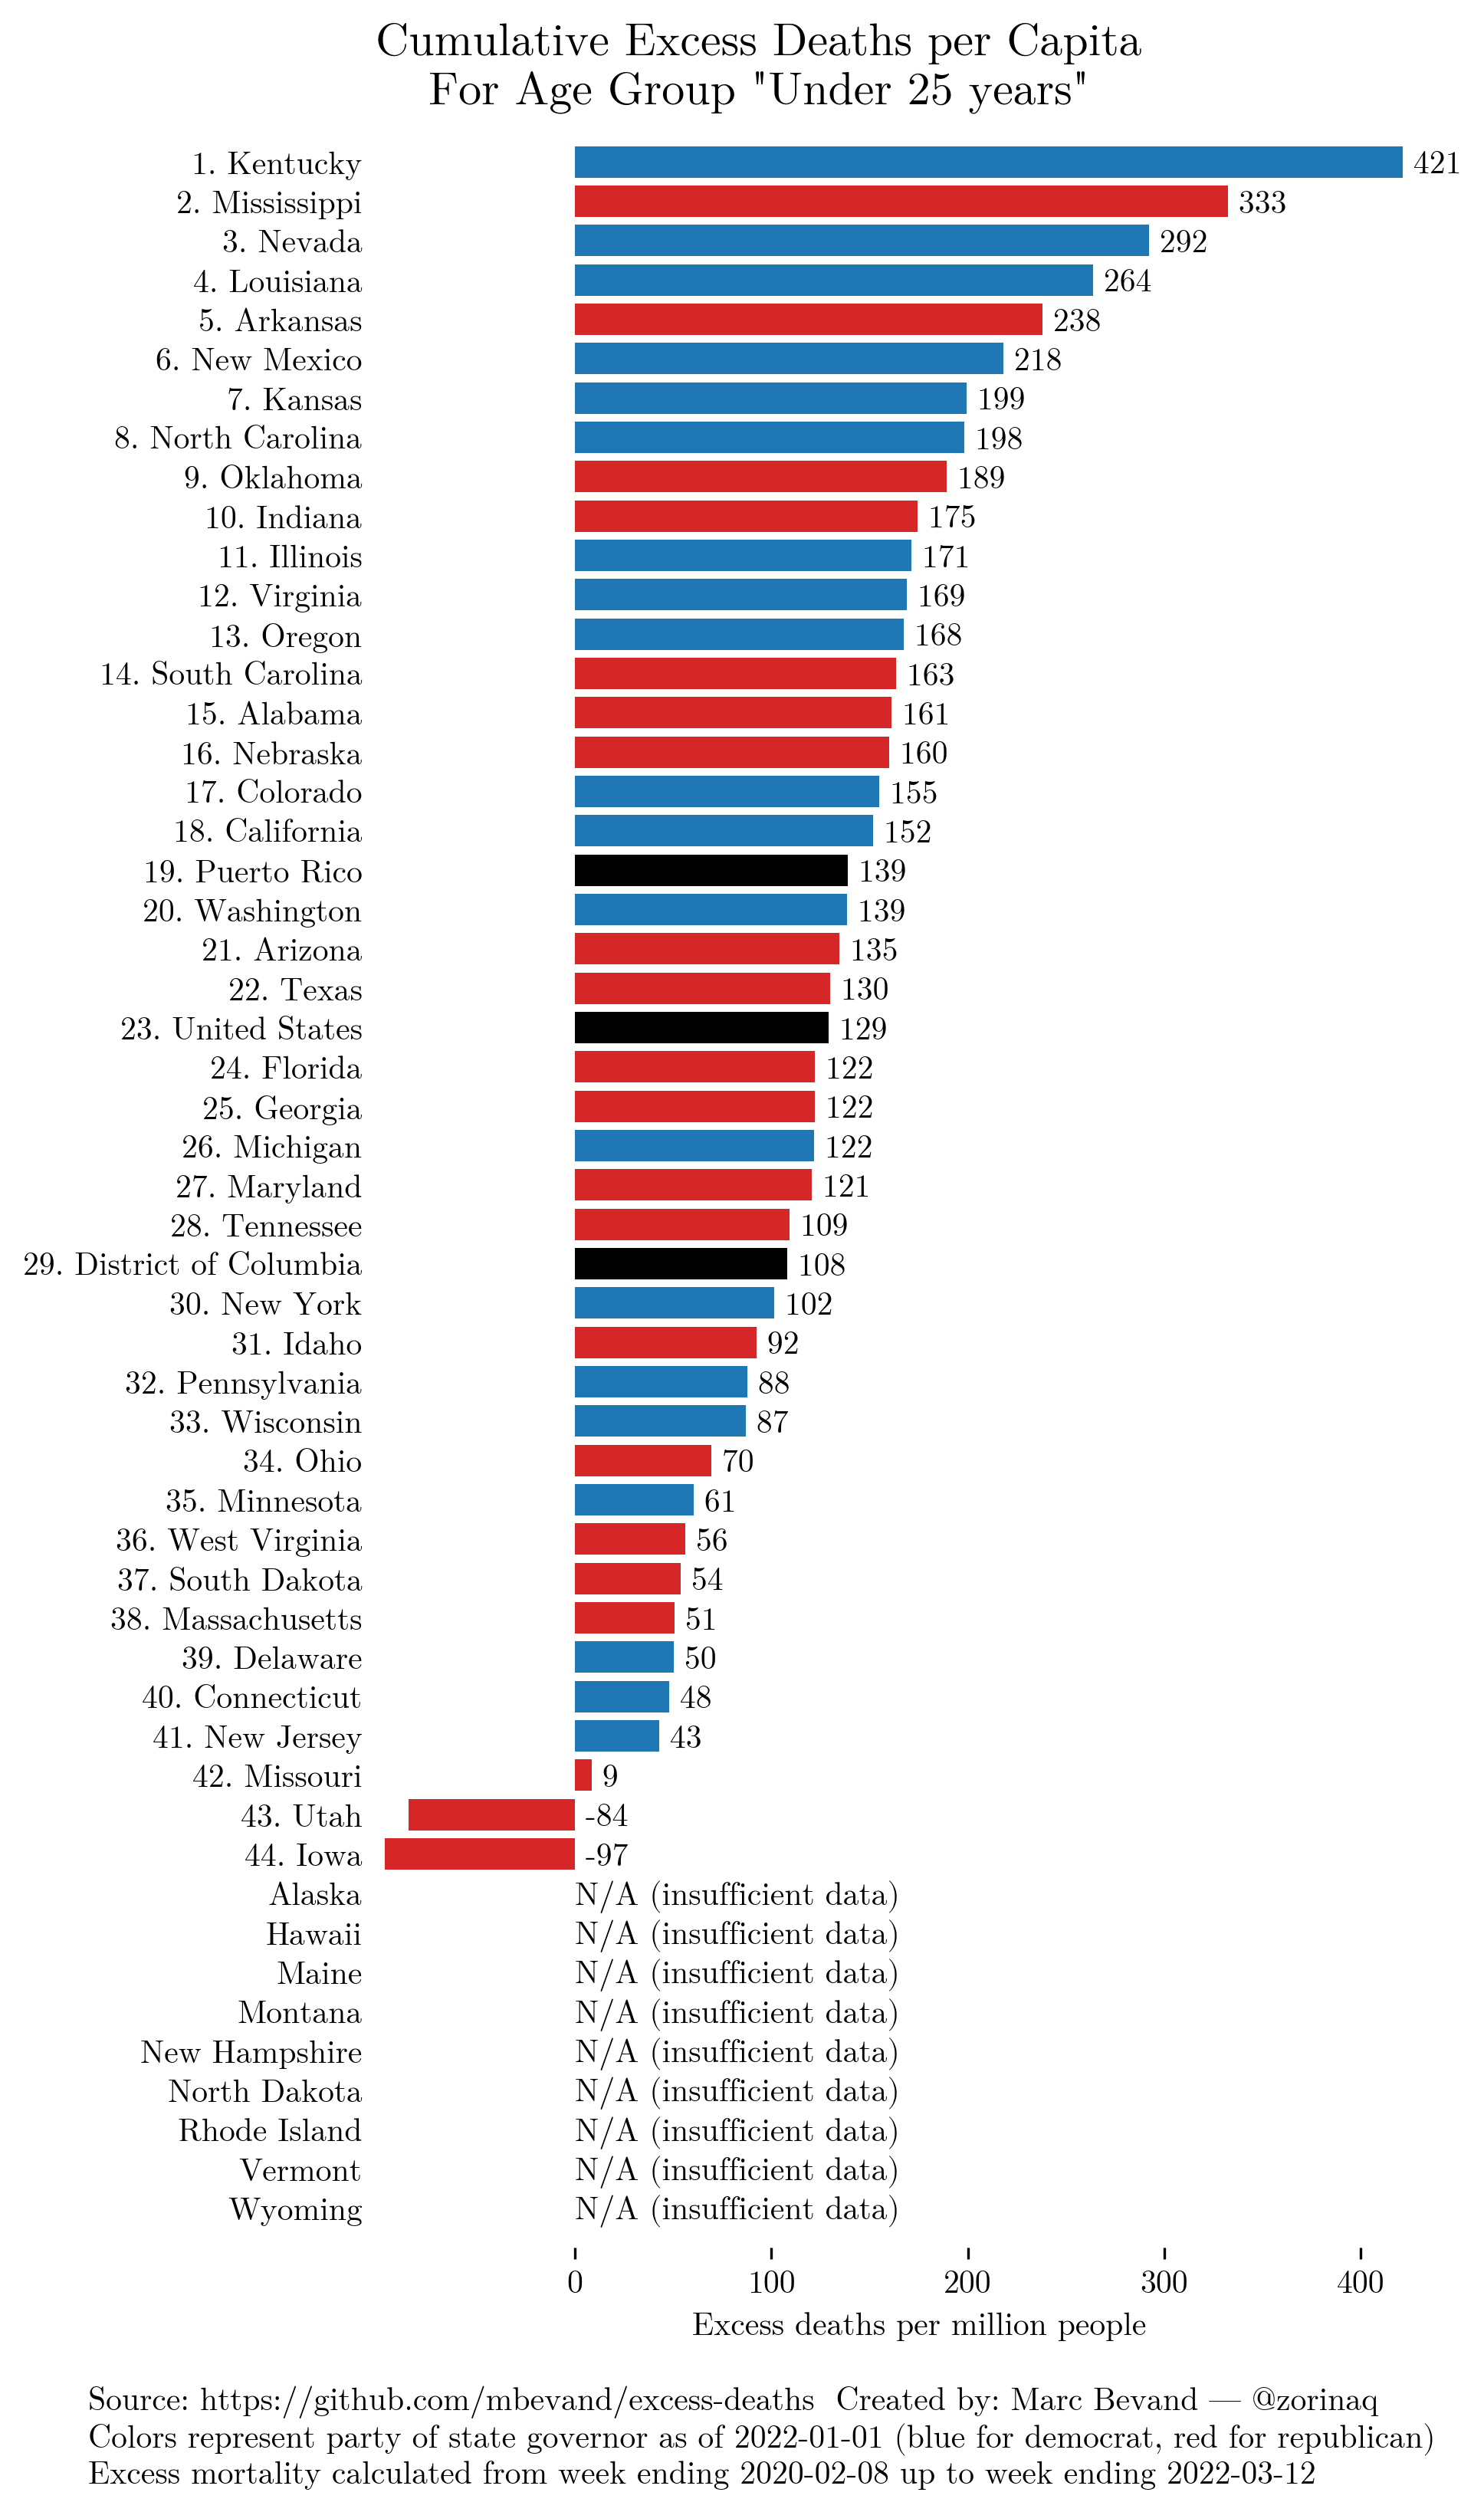 Cumulative Excess Deaths per Capita
For Age Group "Under 25 years"
1. Kentucky 421
2. Mississippi 333
3. Nevada 292
4. Louisiana 264
5. Arkansas 238
6. New Mexico 218
7. Kansas 199
8. North Carolina 198
9. Oklahoma 189
10. Indiana 175
11. Illinois 171
12. Virginia 169
13. Oregon 168
14. South Carolina 163
15. Alabama 161
16. Nebraska 160
17. Colorado 155
18. California 152
19. Puerto Rico 139
20. Washington 139
21. Arizona 135
22. Texas 130
23. United States 129
24. Florida 122
25. Georgia 122
26. Michigan 122
27. Maryland 121
28. Tennessee 109
29. District of Columbia 108
30. New York 102
31. Idaho 92
32. Pennsylvania 88
33. Wisconsin 87
34. Ohio 70
35. Minnesota 61
36. West Virginia 56
37. South Dakota 54
38. Massachusetts 51
39. Delaware 50
40. Connecticut 48
41. New Jersey 43
42. Missouri 9
43. Utah -84
44. Iowa -97
Alaska N/A (insufficient data)
Hawaii N/A (insufficient data)
Maine N/A (insufficient data)
Montana N/A (insufficient data)
New Hampshire N/A (insufficient data)
North Dakota N/A (insufficient data)
Rhode Island N/A (insufficient data)
Vermont N/A (insufficient data)
Wyoming N/A (insufficient data)
0 100 200 300 400
Excess deaths per million people
Source: https://github.com/mbevand/excess-deaths Created by: Marc Bevand — @zorinaq
Colors represent party of state governor as of 2022-01-01 (blue for democrat, red for republican)
Excess mortality calculated from week ending 2020-02-08 up to week ending 2022-03-12